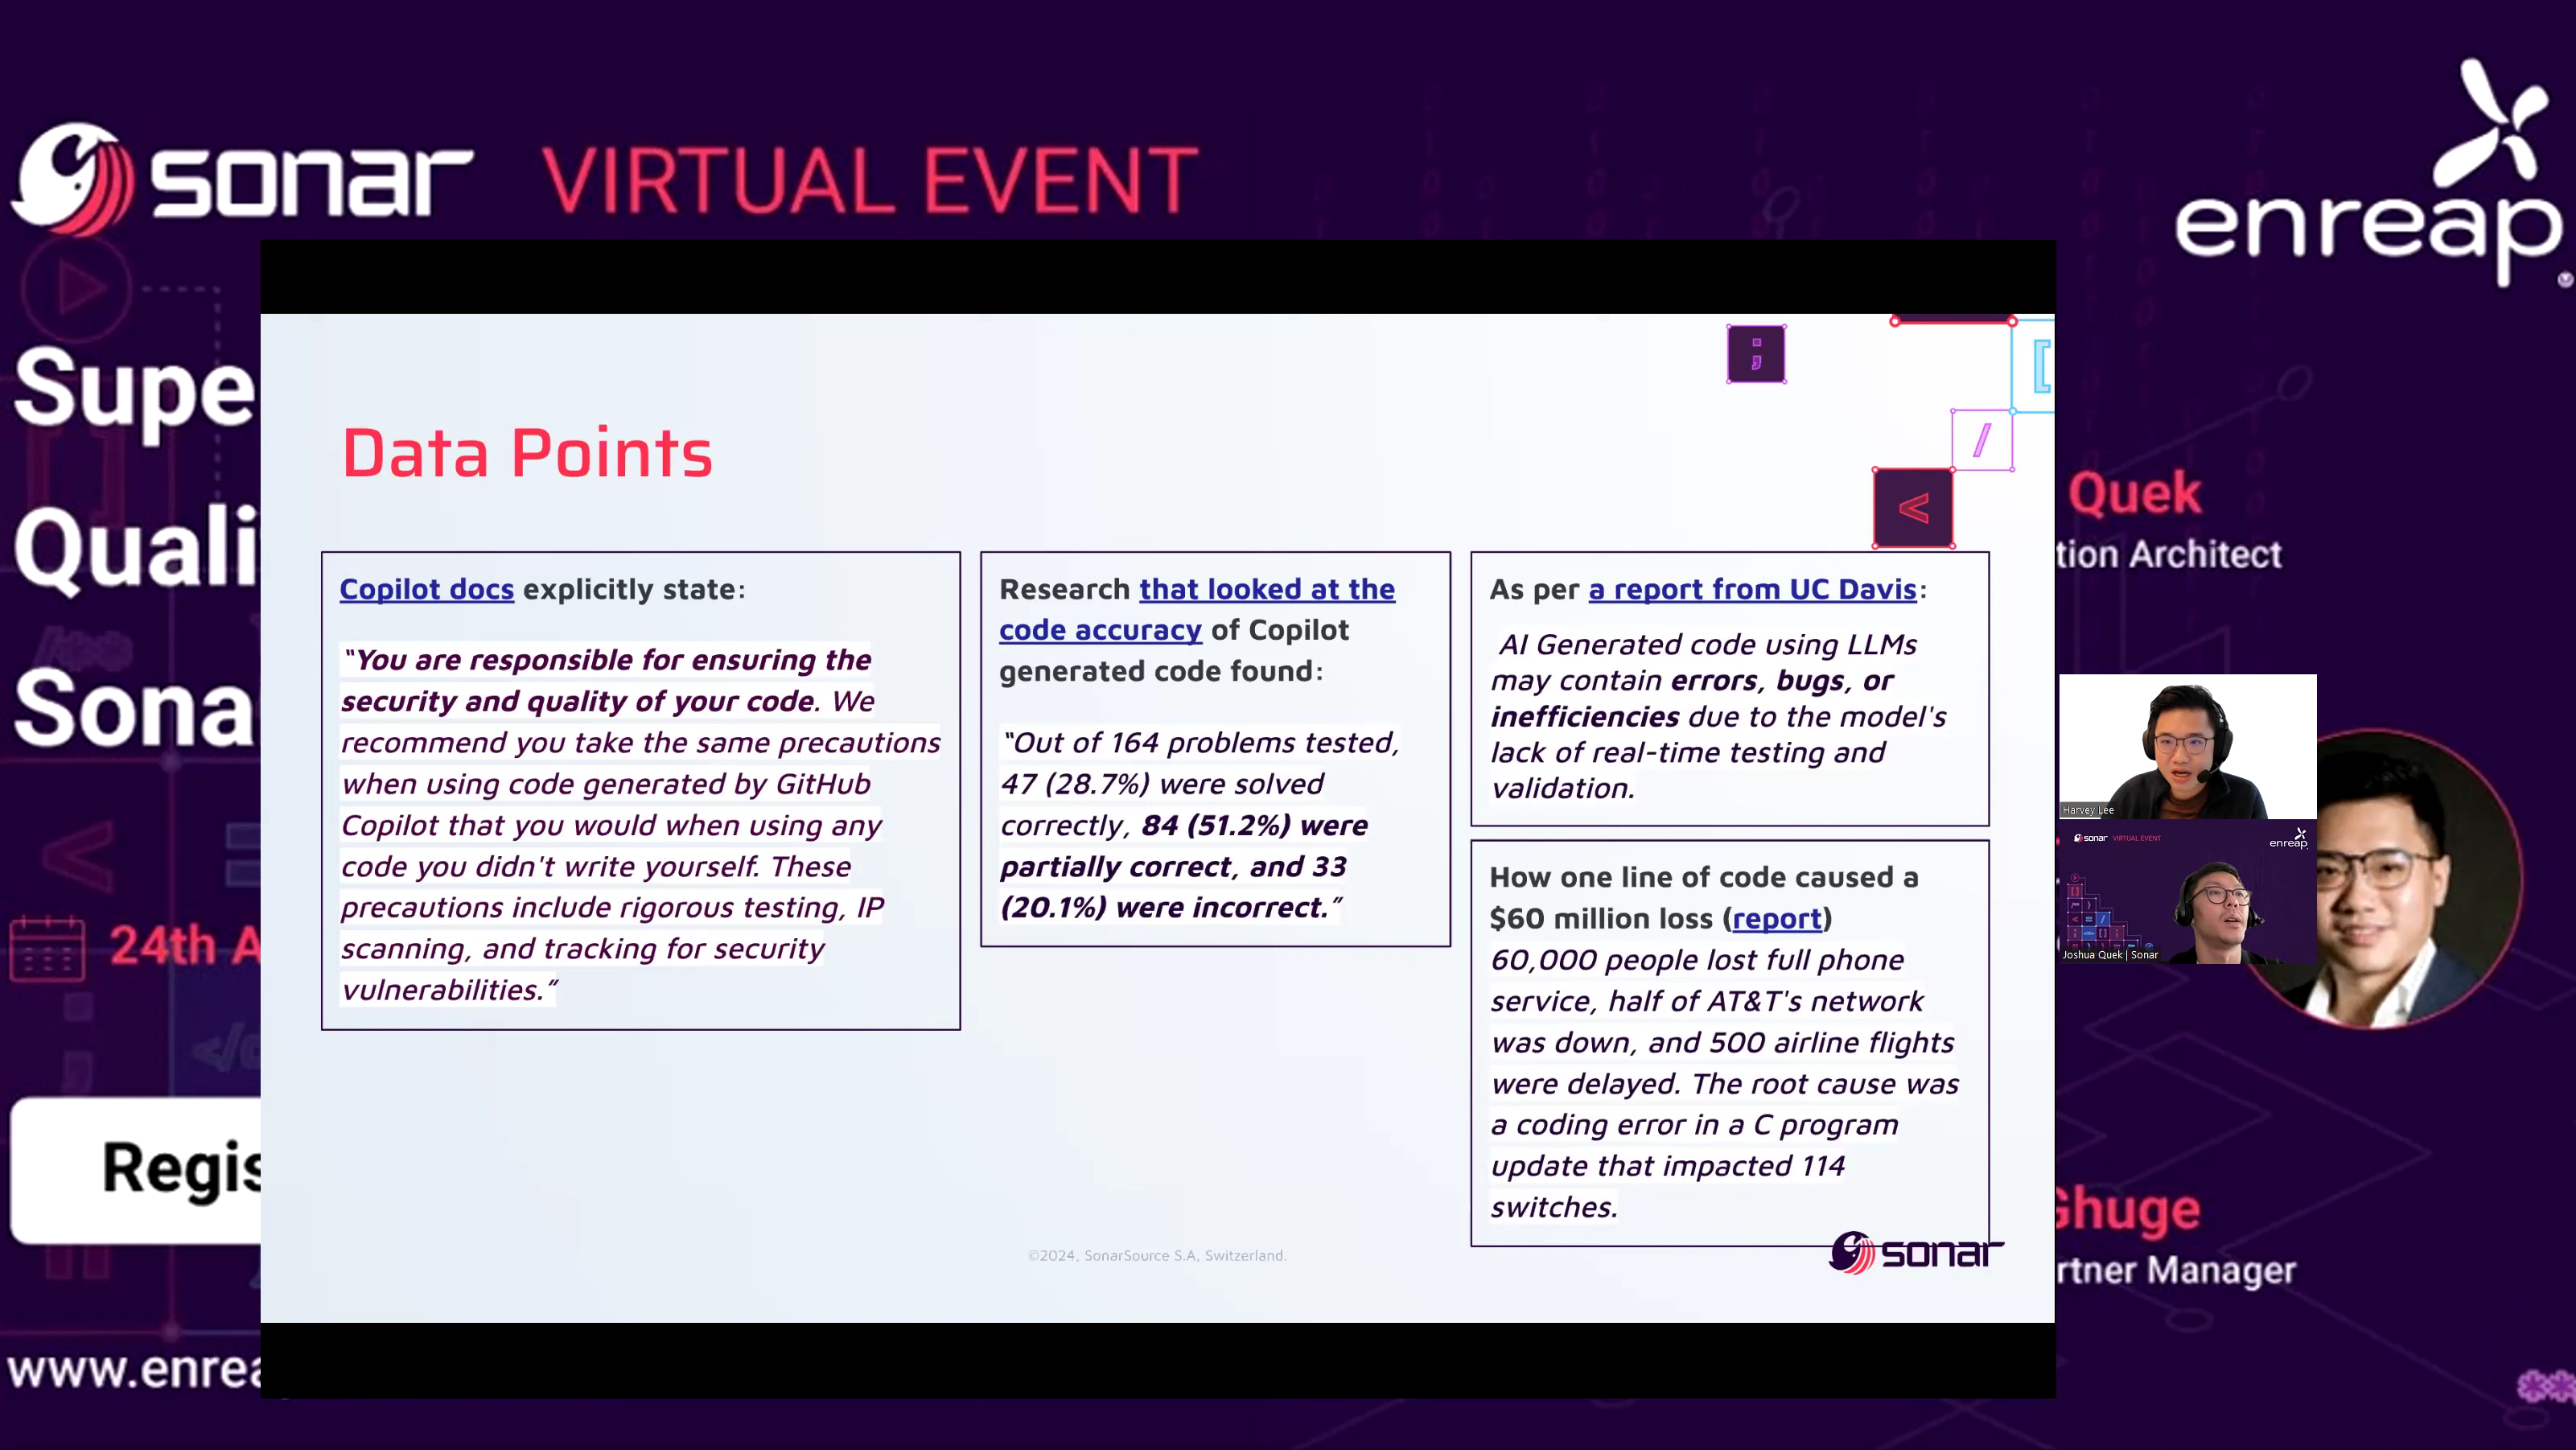 sonar VIRTUAL EVENT
enreap
Supe
Quali
Sona
24th A
Regis
www.enrea
Data Points
;
[
/
<
Copilot docs explicitly state:
“You are responsible for ensuring the
security and quality of your code. We
recommend you take the same precautions
when using code generated by GitHub
Copilot that you would when using any
code you didn't write yourself. These
precautions include rigorous testing, IP
scanning, and tracking for security
vulnerabilities.”
Research that looked at the
code accuracy of Copilot
generated code found:
“Out of 164 problems tested,
47 (28.7%) were solved
correctly, 84 (51.2%) were
partially correct, and 33
(20.1%) were incorrect.”
As per a report from UC Davis:
AI Generated code using LLMs
may contain errors, bugs, or
inefficiencies due to the model's
lack of real-time testing and
validation.
How one line of code caused a
$60 million loss (report)
60,000 people lost full phone
service, half of AT&T's network
was down, and 500 airline flights
were delayed. The root cause was
a coding error in a C program
update that impacted 114
switches.
©2024, SonarSource S.A, Switzerland.
sonar
Quek
tion Architect
Harvey Lee
sonar VIRTUAL EVENT
enreap
Joshua Quek | Sonar
Ghuge
rtner Manager